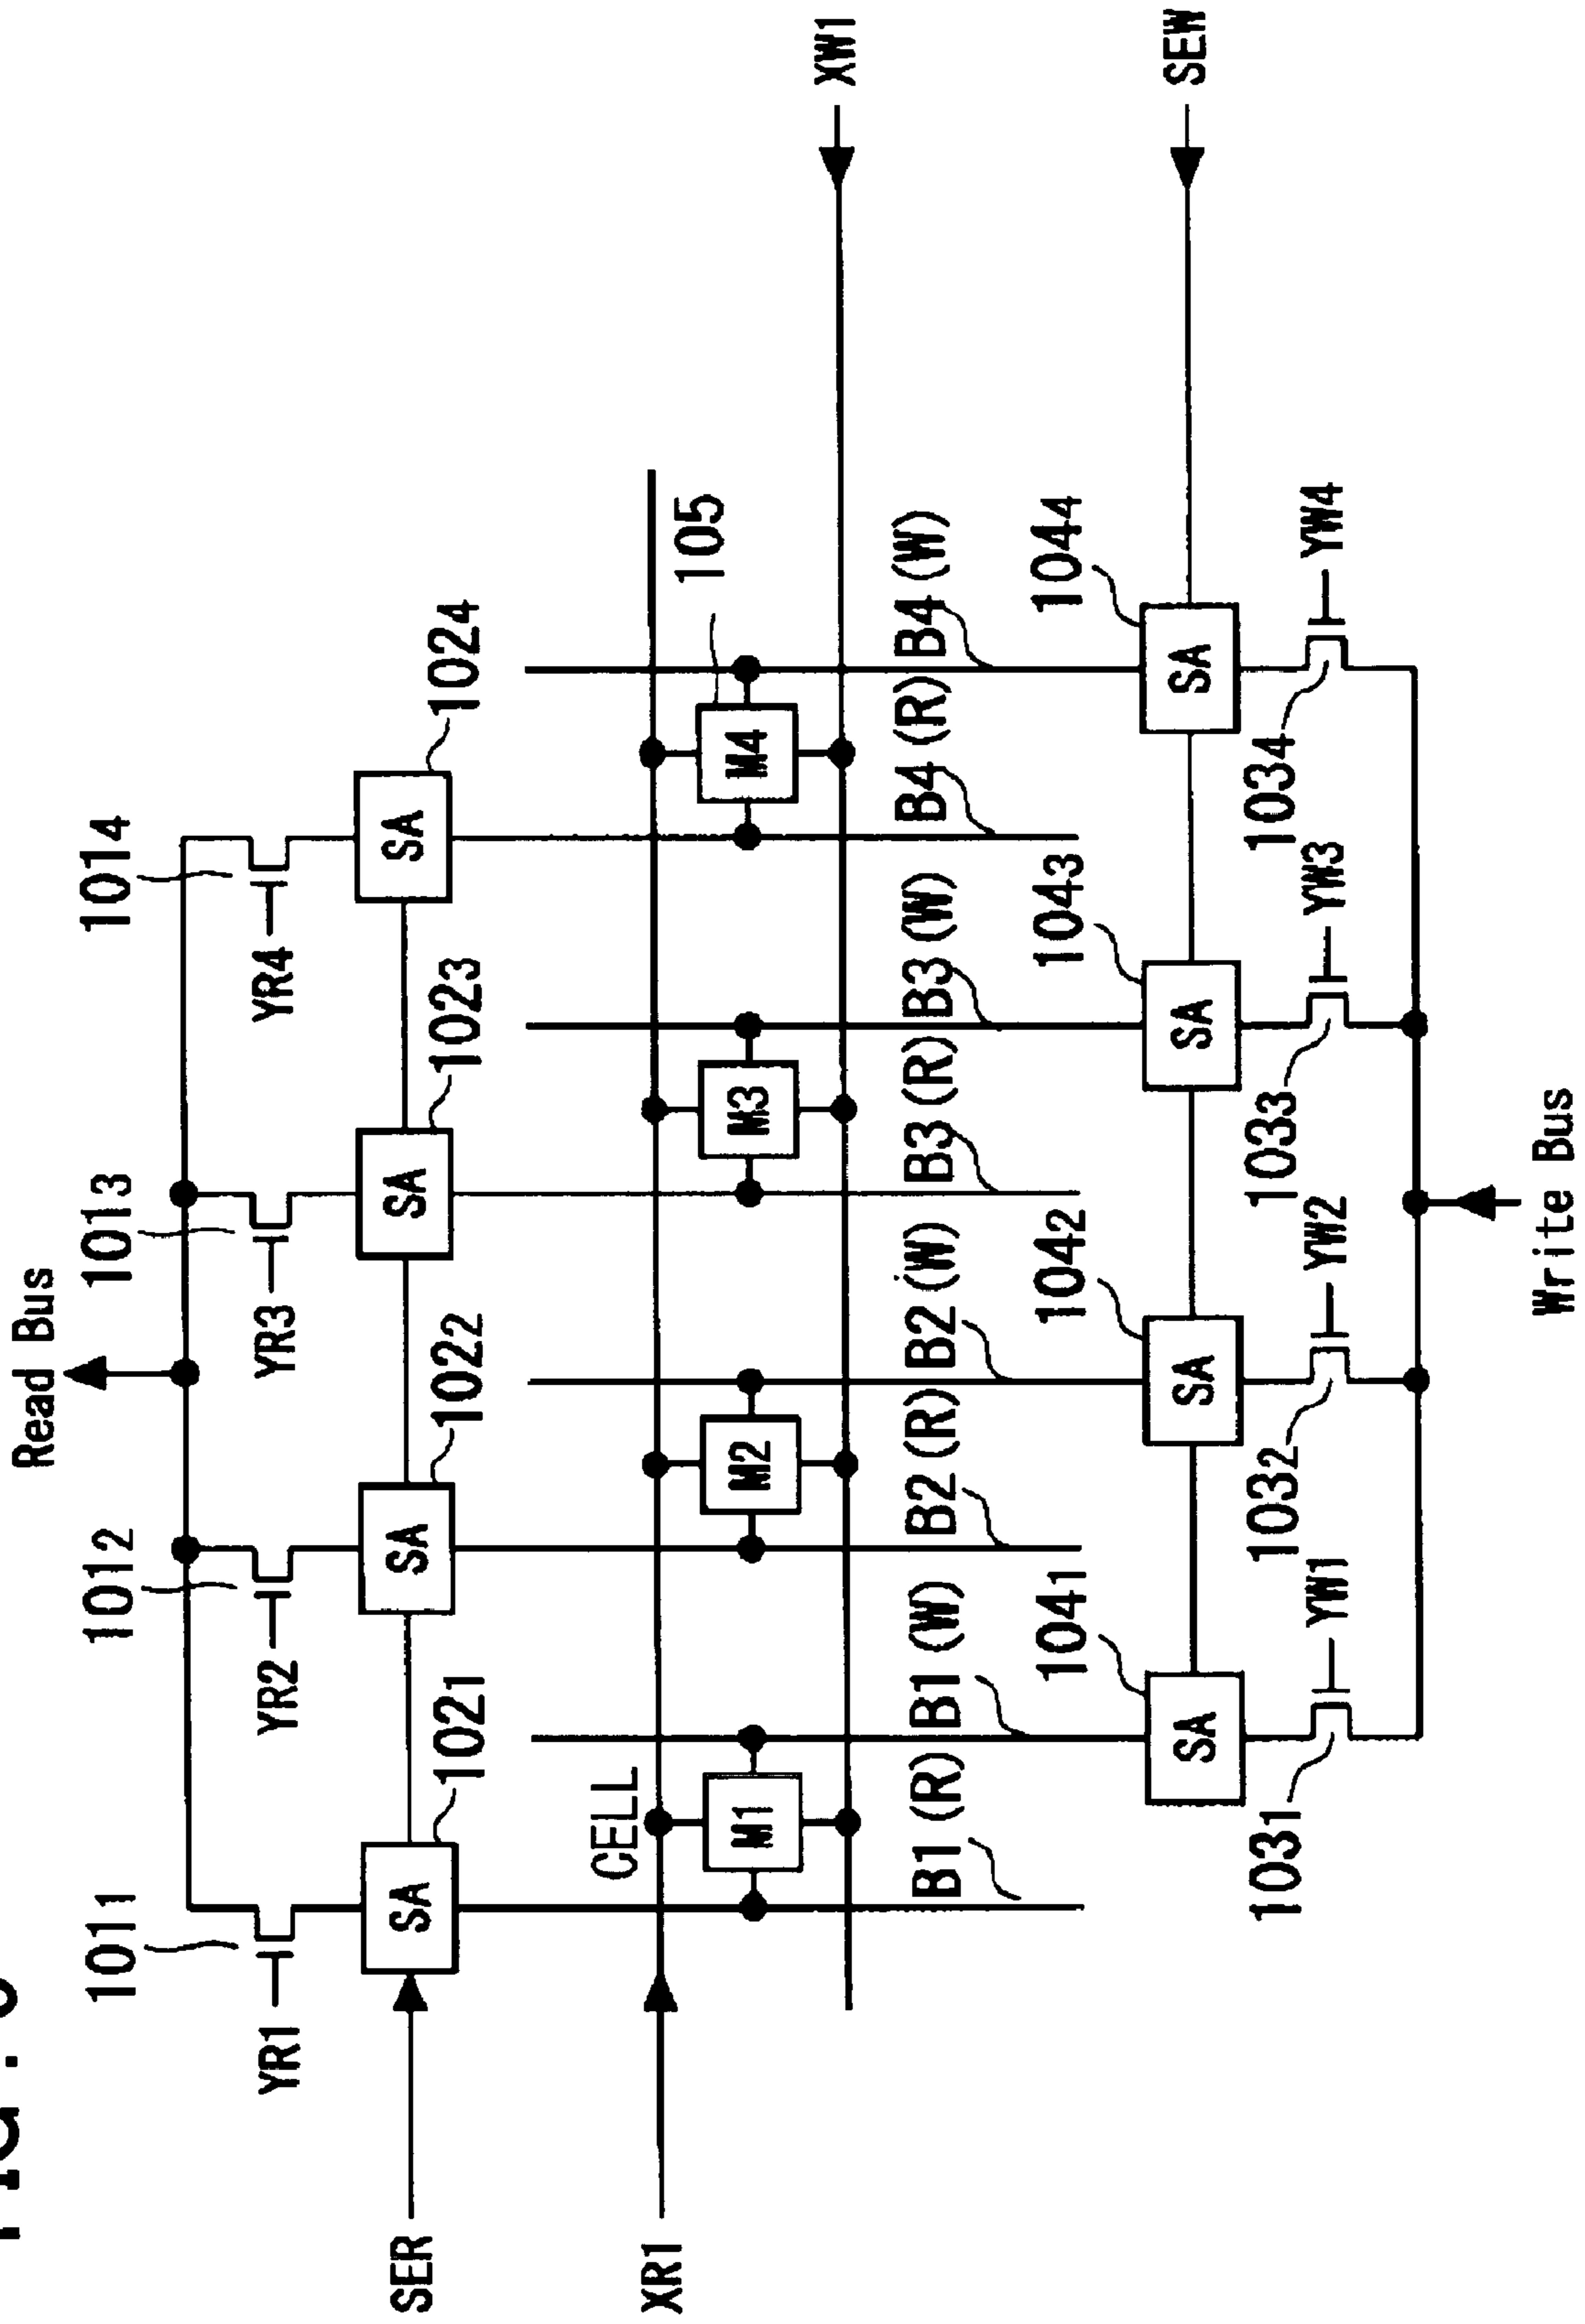 Read Bus
1011
1012
1013
1014
YR1
YR2
YR3
YR4
SER
SA
SA
SA
SA
1021
1022
1023
1024
CELL
105
XR1
M1
M2
M3
M4
XW1
B1(R)
B1(W)
B2(R)
B2(W)
B3(R)
B3(W)
B4(R)
B4(W)
1041
1042
1043
1044
SA
SA
SA
SA
SEW
1031
YW1
1032
YW2
1033
YW3
1034
YW4
Write Bus